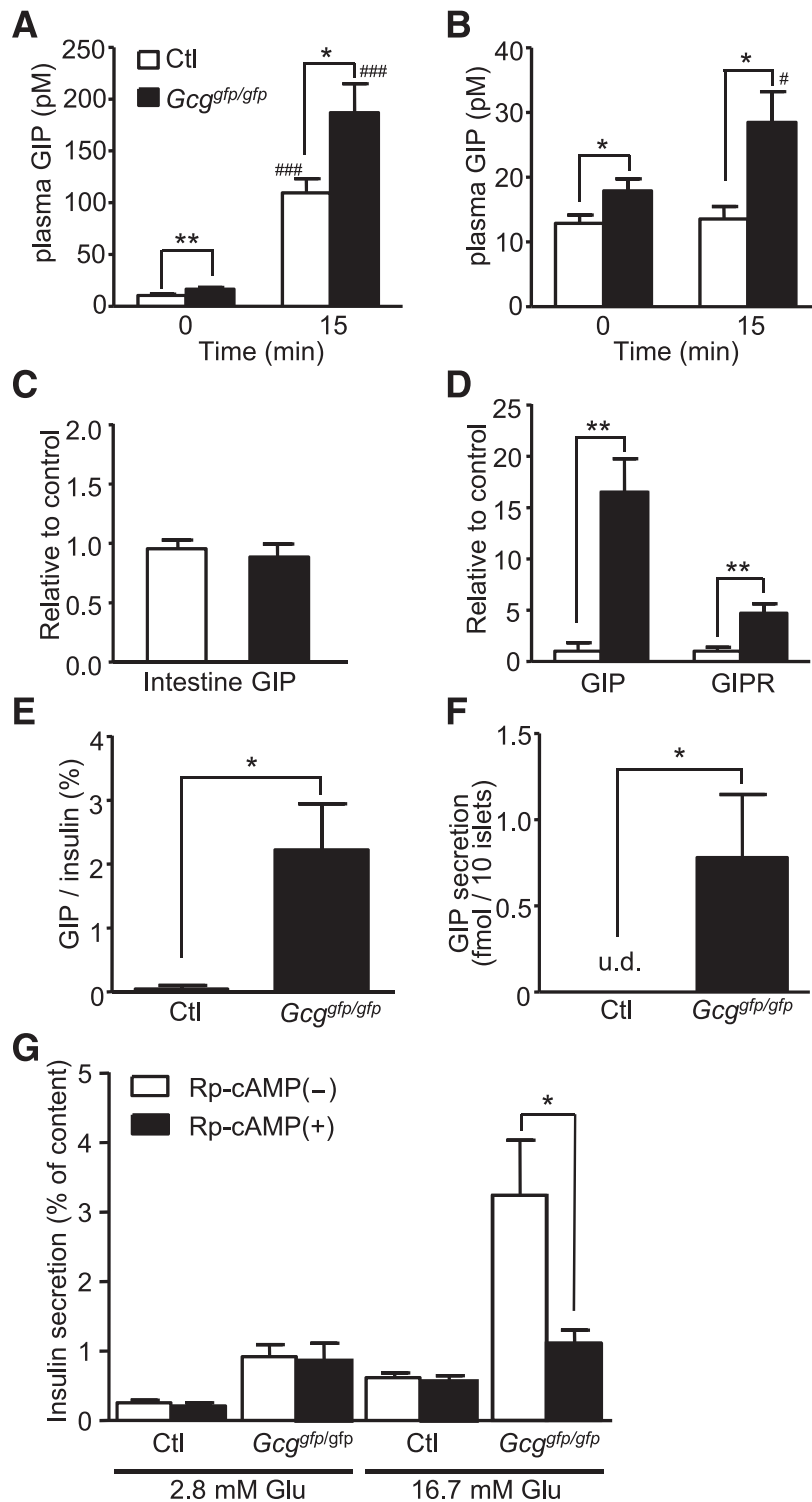 A
Ctl
Gcg^gfp/gfp
plasma GIP (pM)
250
200
150
100
50
0
*
###
###
**
0 15
Time (min)
B
plasma GIP (pM)
40
30
20
10
0
*
*
#
0 15
Time (min)
C
Relative to control
2.0
1.5
1.0
0.5
0.0
Intestine GIP
D
Relative to control
25
20
15
10
5
0
**
**
GIP GIPR
E
GIP / insulin (%)
4
3
2
1
0
*
Ctl Gcg^gfp/gfp
F
GIP secretion
(fmol / 10 islets)
1.5
1.0
0.5
0
*
u.d.
Ctl Gcg^gfp/gfp
G
Rp-cAMP(−)
Rp-cAMP(+)
Insulin secretion (% of content)
5
4
3
2
1
0
*
Ctl Gcg^gfp/gfp Ctl Gcg^gfp/gfp
2.8 mM Glu 16.7 mM Glu